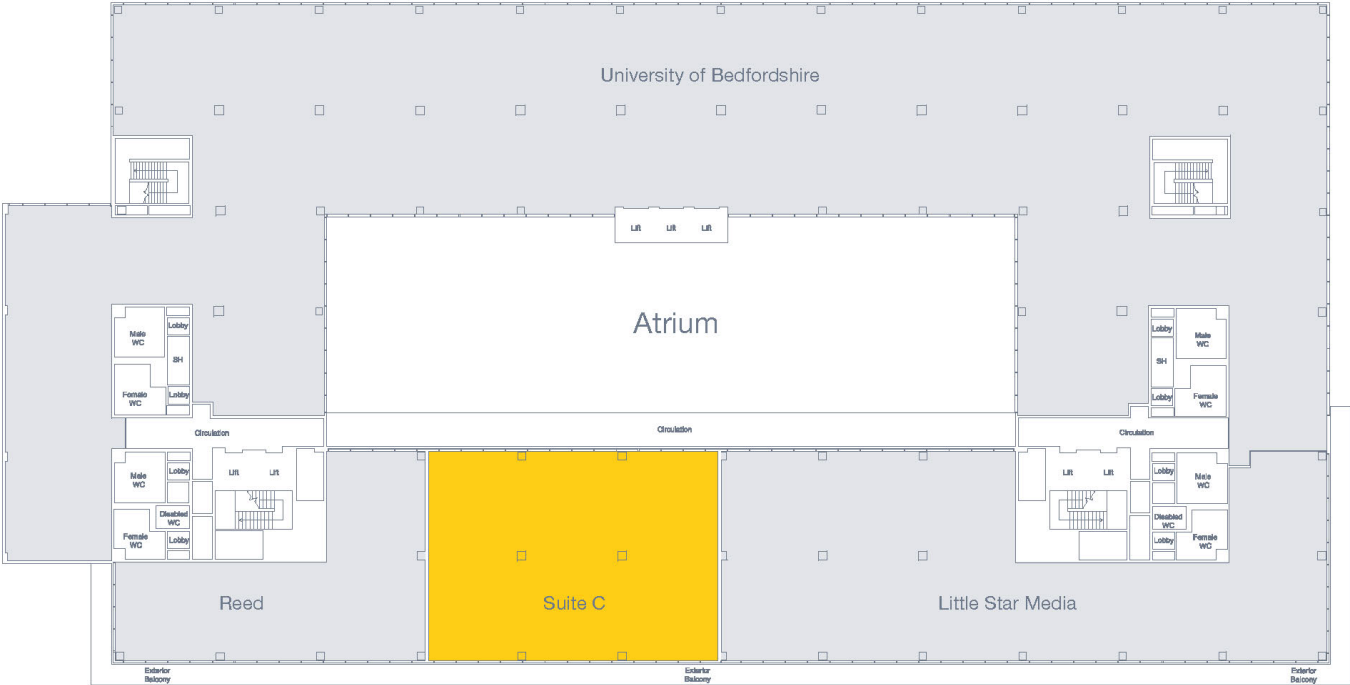 University of Bedfordshire
Lift Lift Lift
Atrium
Male
WC
Lobby
SH
Female
WC
Lobby
Lobby
Male
WC
SH
Lobby
Female
WC
Circulation
Circulation
Circulation
Male
WC
Lobby
Lift Lift
Disabled
WC
Female
WC
Lobby
Lift Lift
Lobby
Male
WC
Disabled
WC
Lobby
Female
WC
Reed
Suite C
Little Star Media
Exterior
Balcony
Exterior
Balcony
Exterior
Balcony